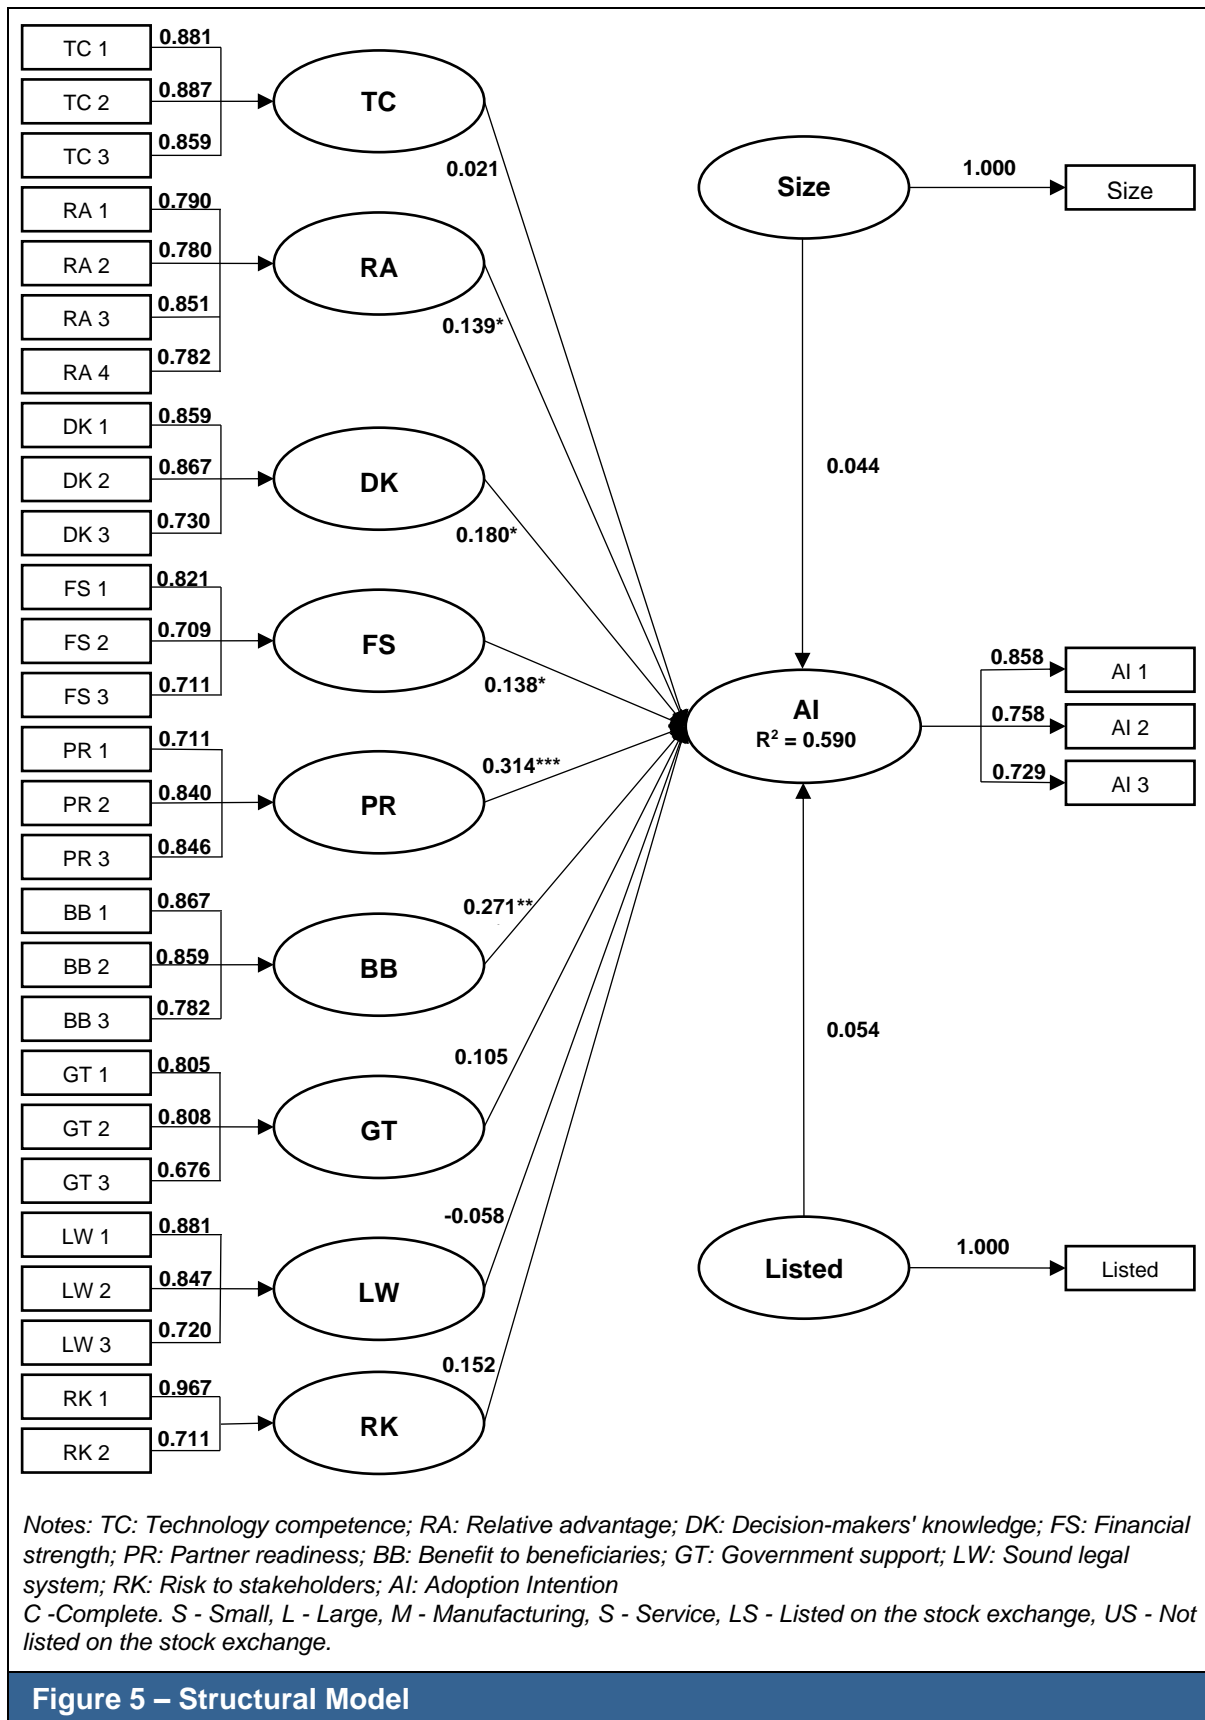 TC 1
0.881
TC 2
0.887
TC 3
0.859
TC
0.021
RA 1
0.790
RA 2
0.780
RA 3
0.851
RA 4
0.782
RA
0.139*
DK 1
0.859
DK 2
0.867
DK 3
0.730
DK
0.180*
FS 1
0.821
FS 2
0.709
FS 3
0.711
FS
0.138*
PR 1
0.711
PR 2
0.840
PR 3
0.846
PR
0.314***
BB 1
0.867
BB 2
0.859
BB 3
0.782
BB
0.271**
GT 1
0.805
GT 2
0.808
GT 3
0.676
GT
0.105
LW 1
0.881
LW 2
0.847
LW 3
0.720
LW
-0.058
RK 1
0.967
RK 2
0.711
RK
0.152
Size
1.000
Size
0.044
AI
R² = 0.590
0.858
AI 1
0.758
AI 2
0.729
AI 3
0.054
Listed
1.000
Listed
Notes: TC: Technology competence; RA: Relative advantage; DK: Decision-makers' knowledge; FS: Financial
strength; PR: Partner readiness; BB: Benefit to beneficiaries; GT: Government support; LW: Sound legal
system; RK: Risk to stakeholders; AI: Adoption Intention
C -Complete. S - Small, L - Large, M - Manufacturing, S - Service, LS - Listed on the stock exchange, US - Not
listed on the stock exchange.
Figure 5 – Structural Model